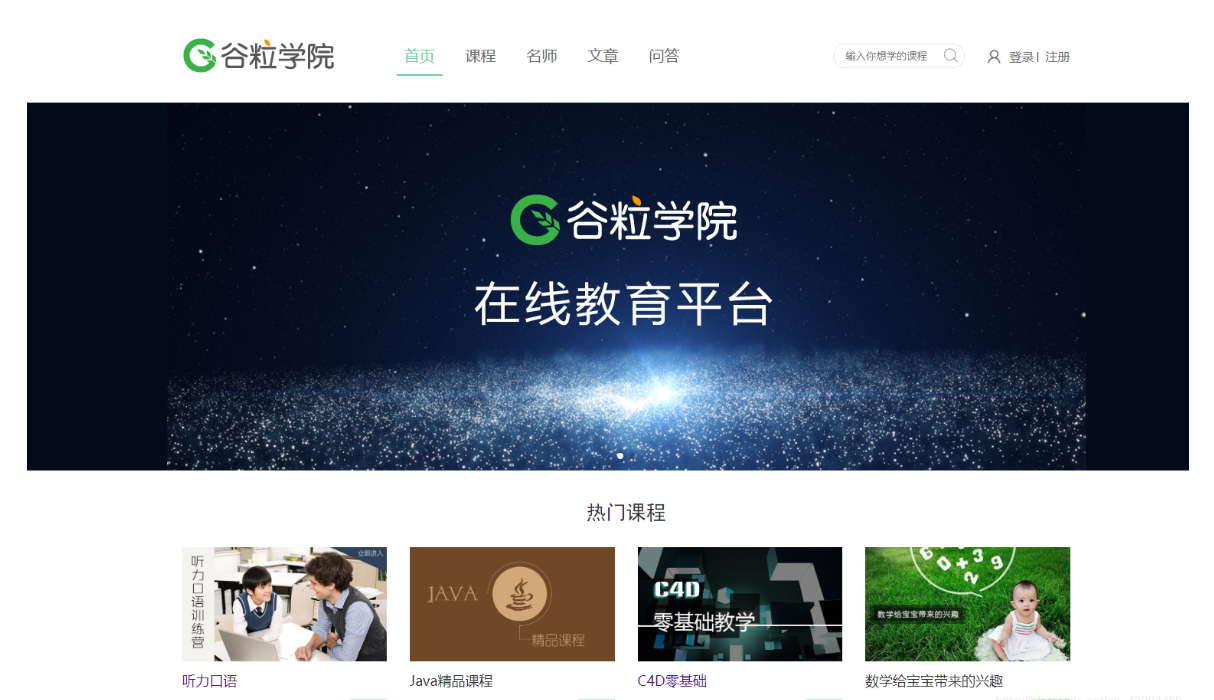 谷粒学院
首页 课程 名师 文章 问答
输入你想学的课程
登录| 注册
谷粒学院
在线教育平台
热门课程
听力口语训练营
立即进入
JAVA
精品课程
C4D
零基础教学
6 0 + 3 9 2
数学给宝宝带来的兴趣
听力口语
Java精品课程
C4D零基础
数学给宝宝带来的兴趣